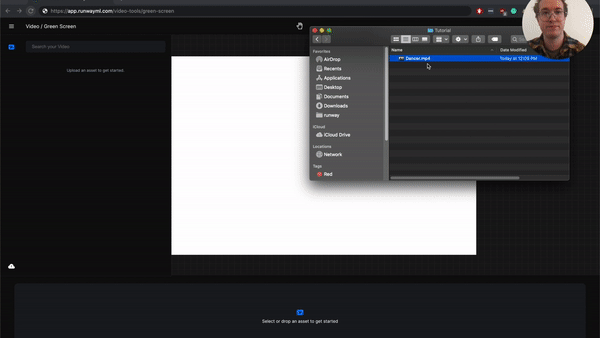 https://app.runwayml.com/video-tools/green-screen
Video / Green Screen
Search your Video
Upload an asset to get started.
Tutorial
Favorites
AirDrop
Recents
Applications
Desktop
Documents
Downloads
runway
iCloud
iCloud Drive
Locations
Network
Tags
Red
Name
Date Modified
Dancer.mp4
Today at 12:05 PM
Select or drop an asset to get started.